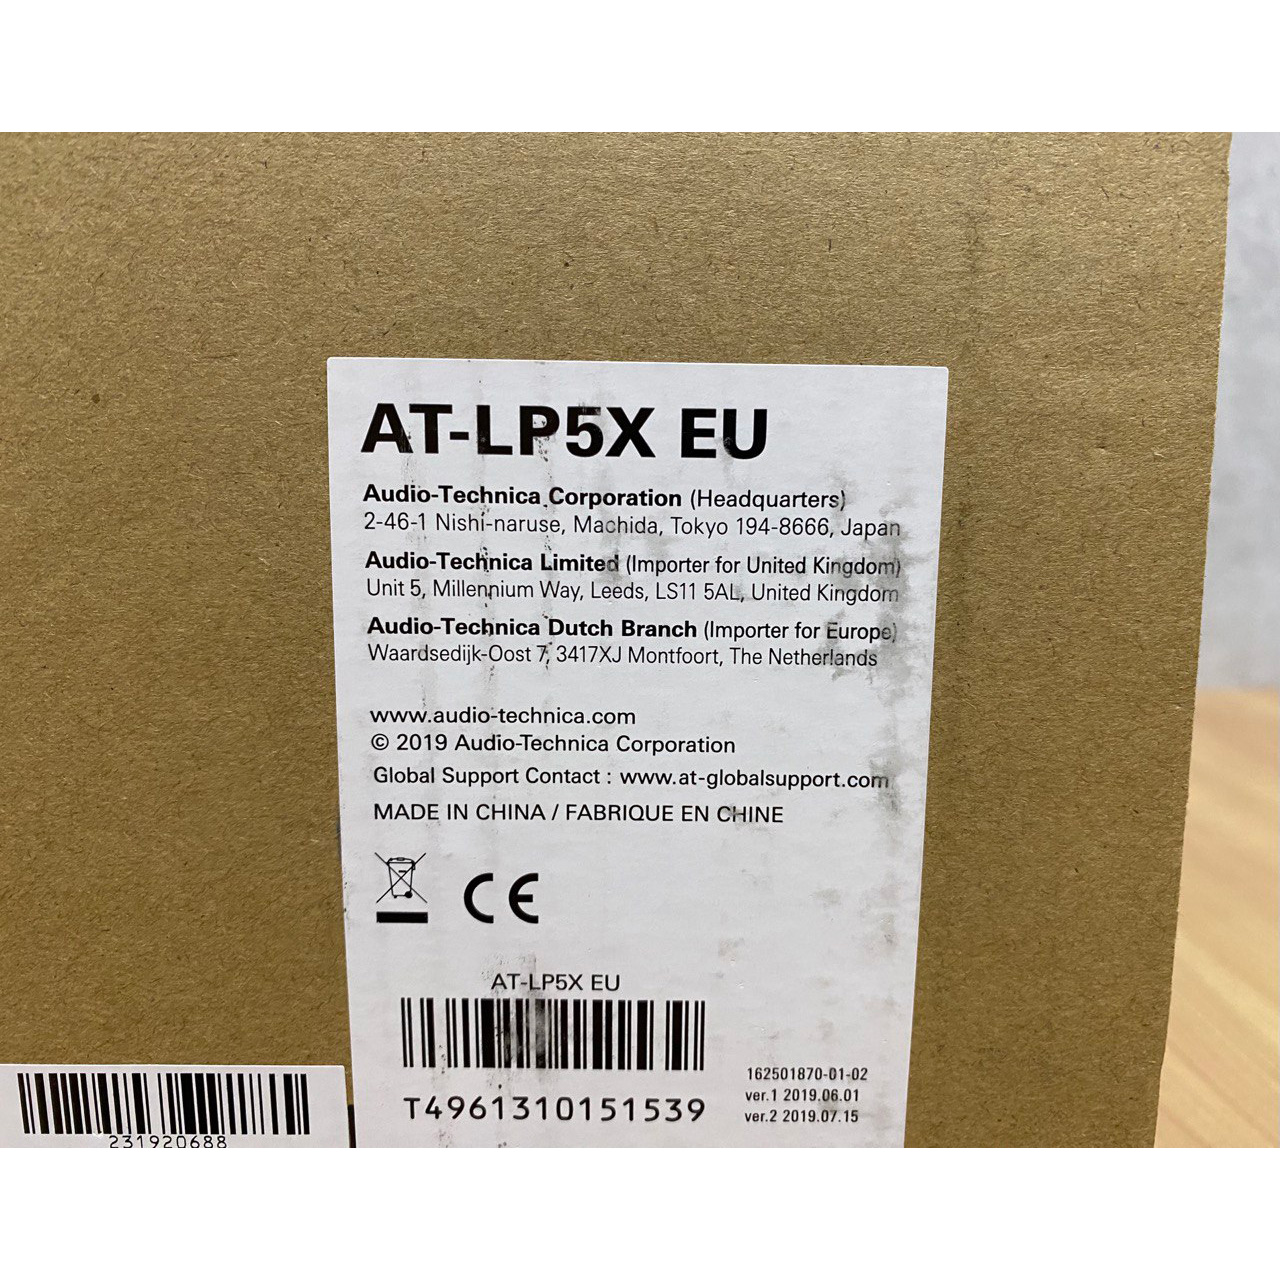 AT-LP5X EU
Audio-Technica Corporation (Headquarters)
2-46-1 Nishi-naruse, Machida, Tokyo 194-8666, Japan
Audio-Technica Limited (Importer for United Kingdom)
Unit 5, Millennium Way, Leeds, LS11 5AL, United Kingdom
Audio-Technica Dutch Branch (Importer for Europe)
Waardsedijk-Oost 7, 3417XJ Montfoort, The Netherlands
www.audio-technica.com
© 2019 Audio-Technica Corporation
Global Support Contact : www.at-globalsupport.com
MADE IN CHINA / FABRIQUE EN CHINE
CE
AT-LP5X EU
T4961310151539
162501870-01-02
ver.1 2019.06.01
ver.2 2019.07.15
231920688